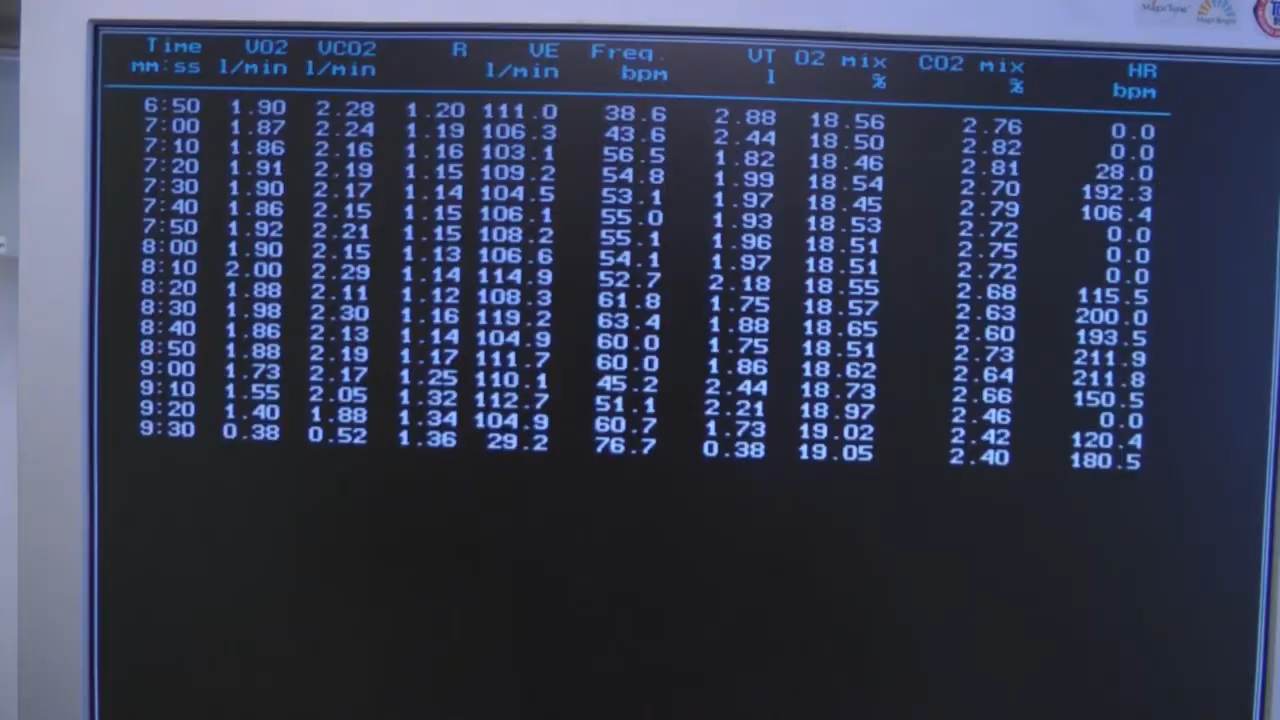 MagicTune MagicBright
Time VO2 VCO2 R VE Freq. VT O2 mix CO2 mix HR
mm:ss l/min l/min l/min bpm l % % bpm
6:50 1.90 2.28 1.20 111.0 38.6 2.88 18.56 2.76 0.0
7:00 1.87 2.24 1.19 106.3 43.6 2.44 18.50 2.82 0.0
7:10 1.86 2.16 1.16 103.1 56.5 1.82 18.46 2.81 28.0
7:20 1.91 2.19 1.15 109.2 54.8 1.99 18.54 2.70 192.3
7:30 1.90 2.17 1.14 104.5 53.1 1.97 18.45 2.79 106.4
7:40 1.86 2.15 1.15 106.1 55.0 1.93 18.53 2.72 0.0
7:50 1.92 2.21 1.15 108.2 55.1 1.96 18.51 2.75 0.0
8:00 1.90 2.15 1.13 106.6 54.1 1.97 18.51 2.72 0.0
8:10 2.00 2.29 1.14 114.9 52.7 2.18 18.55 2.68 115.5
8:20 1.88 2.11 1.12 108.3 61.8 1.75 18.57 2.63 200.0
8:30 1.98 2.30 1.16 119.2 63.4 1.88 18.65 2.60 193.5
8:40 1.86 2.13 1.14 104.9 60.0 1.75 18.51 2.73 211.9
8:50 1.88 2.19 1.17 111.7 60.0 1.86 18.62 2.64 211.8
9:00 1.73 2.17 1.25 110.1 45.2 2.44 18.73 2.66 150.5
9:10 1.55 2.05 1.32 112.7 51.1 2.21 18.97 2.46 0.0
9:20 1.40 1.88 1.34 104.9 60.7 1.73 19.02 2.42 120.4
9:30 0.38 0.52 1.36 29.2 76.7 0.38 19.05 2.40 180.5